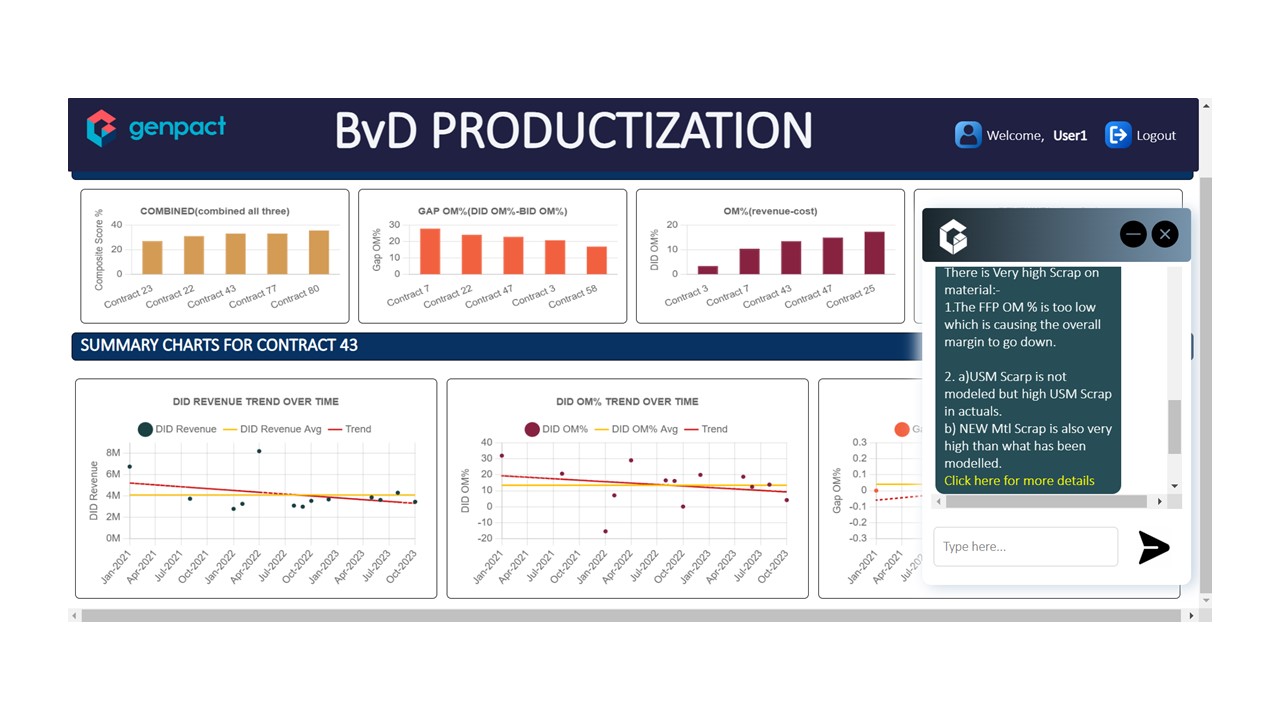 genpact
BvD PRODUCTIZATION
Welcome, User1
Logout
COMBINED(combined all three)
Composite Score %
40
20
0
Contract 23
Contract 22
Contract 43
Contract 77
Contract 80
GAP OM%(DID OM%-BID OM%)
Gap OM%
30
20
10
0
Contract 7
Contract 22
Contract 47
Contract 3
Contract 58
OM%(revenue-cost)
DID OM%
20
10
0
Contract 3
Contract 7
Contract 43
Contract 47
Contract 25
SUMMARY CHARTS FOR CONTRACT 43
DID REVENUE TREND OVER TIME
DID Revenue
DID Revenue Avg
Trend
DID Revenue
8M
6M
4M
2M
0M
Jan-2021
Apr-2021
Jul-2021
Oct-2021
Jan-2022
Apr-2022
Jul-2022
Oct-2022
Jan-2023
Apr-2023
Jul-2023
Oct-2023
DID OM% TREND OVER TIME
DID OM%
DID OM% Avg
Trend
DID OM%
40
30
20
10
0
-10
-20
Jan-2021
Apr-2021
Jul-2021
Oct-2021
Jan-2022
Apr-2022
Jul-2022
Oct-2022
Jan-2023
Apr-2023
Jul-2023
Oct-2023
Gap OM%
0.3
0.2
0.1
0
-0.1
-0.2
-0.3
Jan-2021
Apr-2021
There is Very high Scrap on
material:-
1.The FFP OM % is too low
which is causing the overall
margin to go down.
2. a)USM Scarp is not
modeled but high USM Scrap
in actuals.
b) NEW Mtl Scrap is also very
high than what has been
modelled.
Click here for more details
Type here...